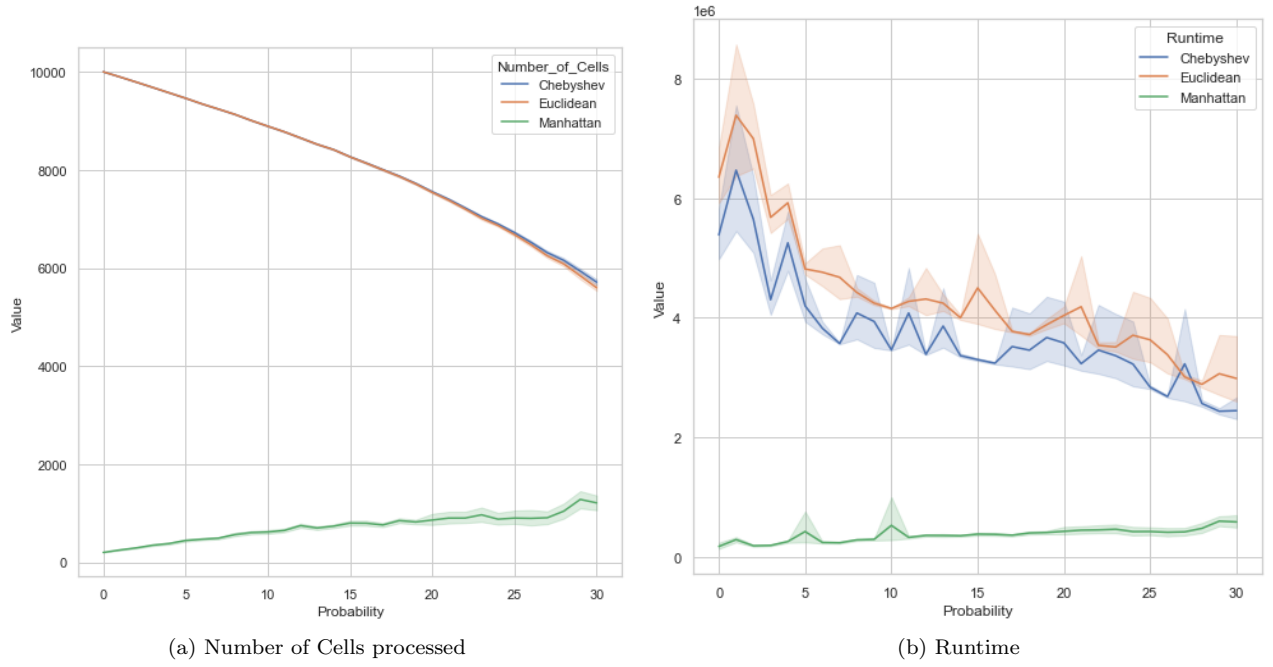 Number_of_Cells
Chebyshev
Euclidean
Manhattan
10000
8000
6000
4000
2000
0
Value
0 5 10 15 20 25 30
Probability
(a) Number of Cells processed
1e6
Runtime
Chebyshev
Euclidean
Manhattan
8
6
4
2
0
Value
0 5 10 15 20 25 30
Probability
(b) Runtime